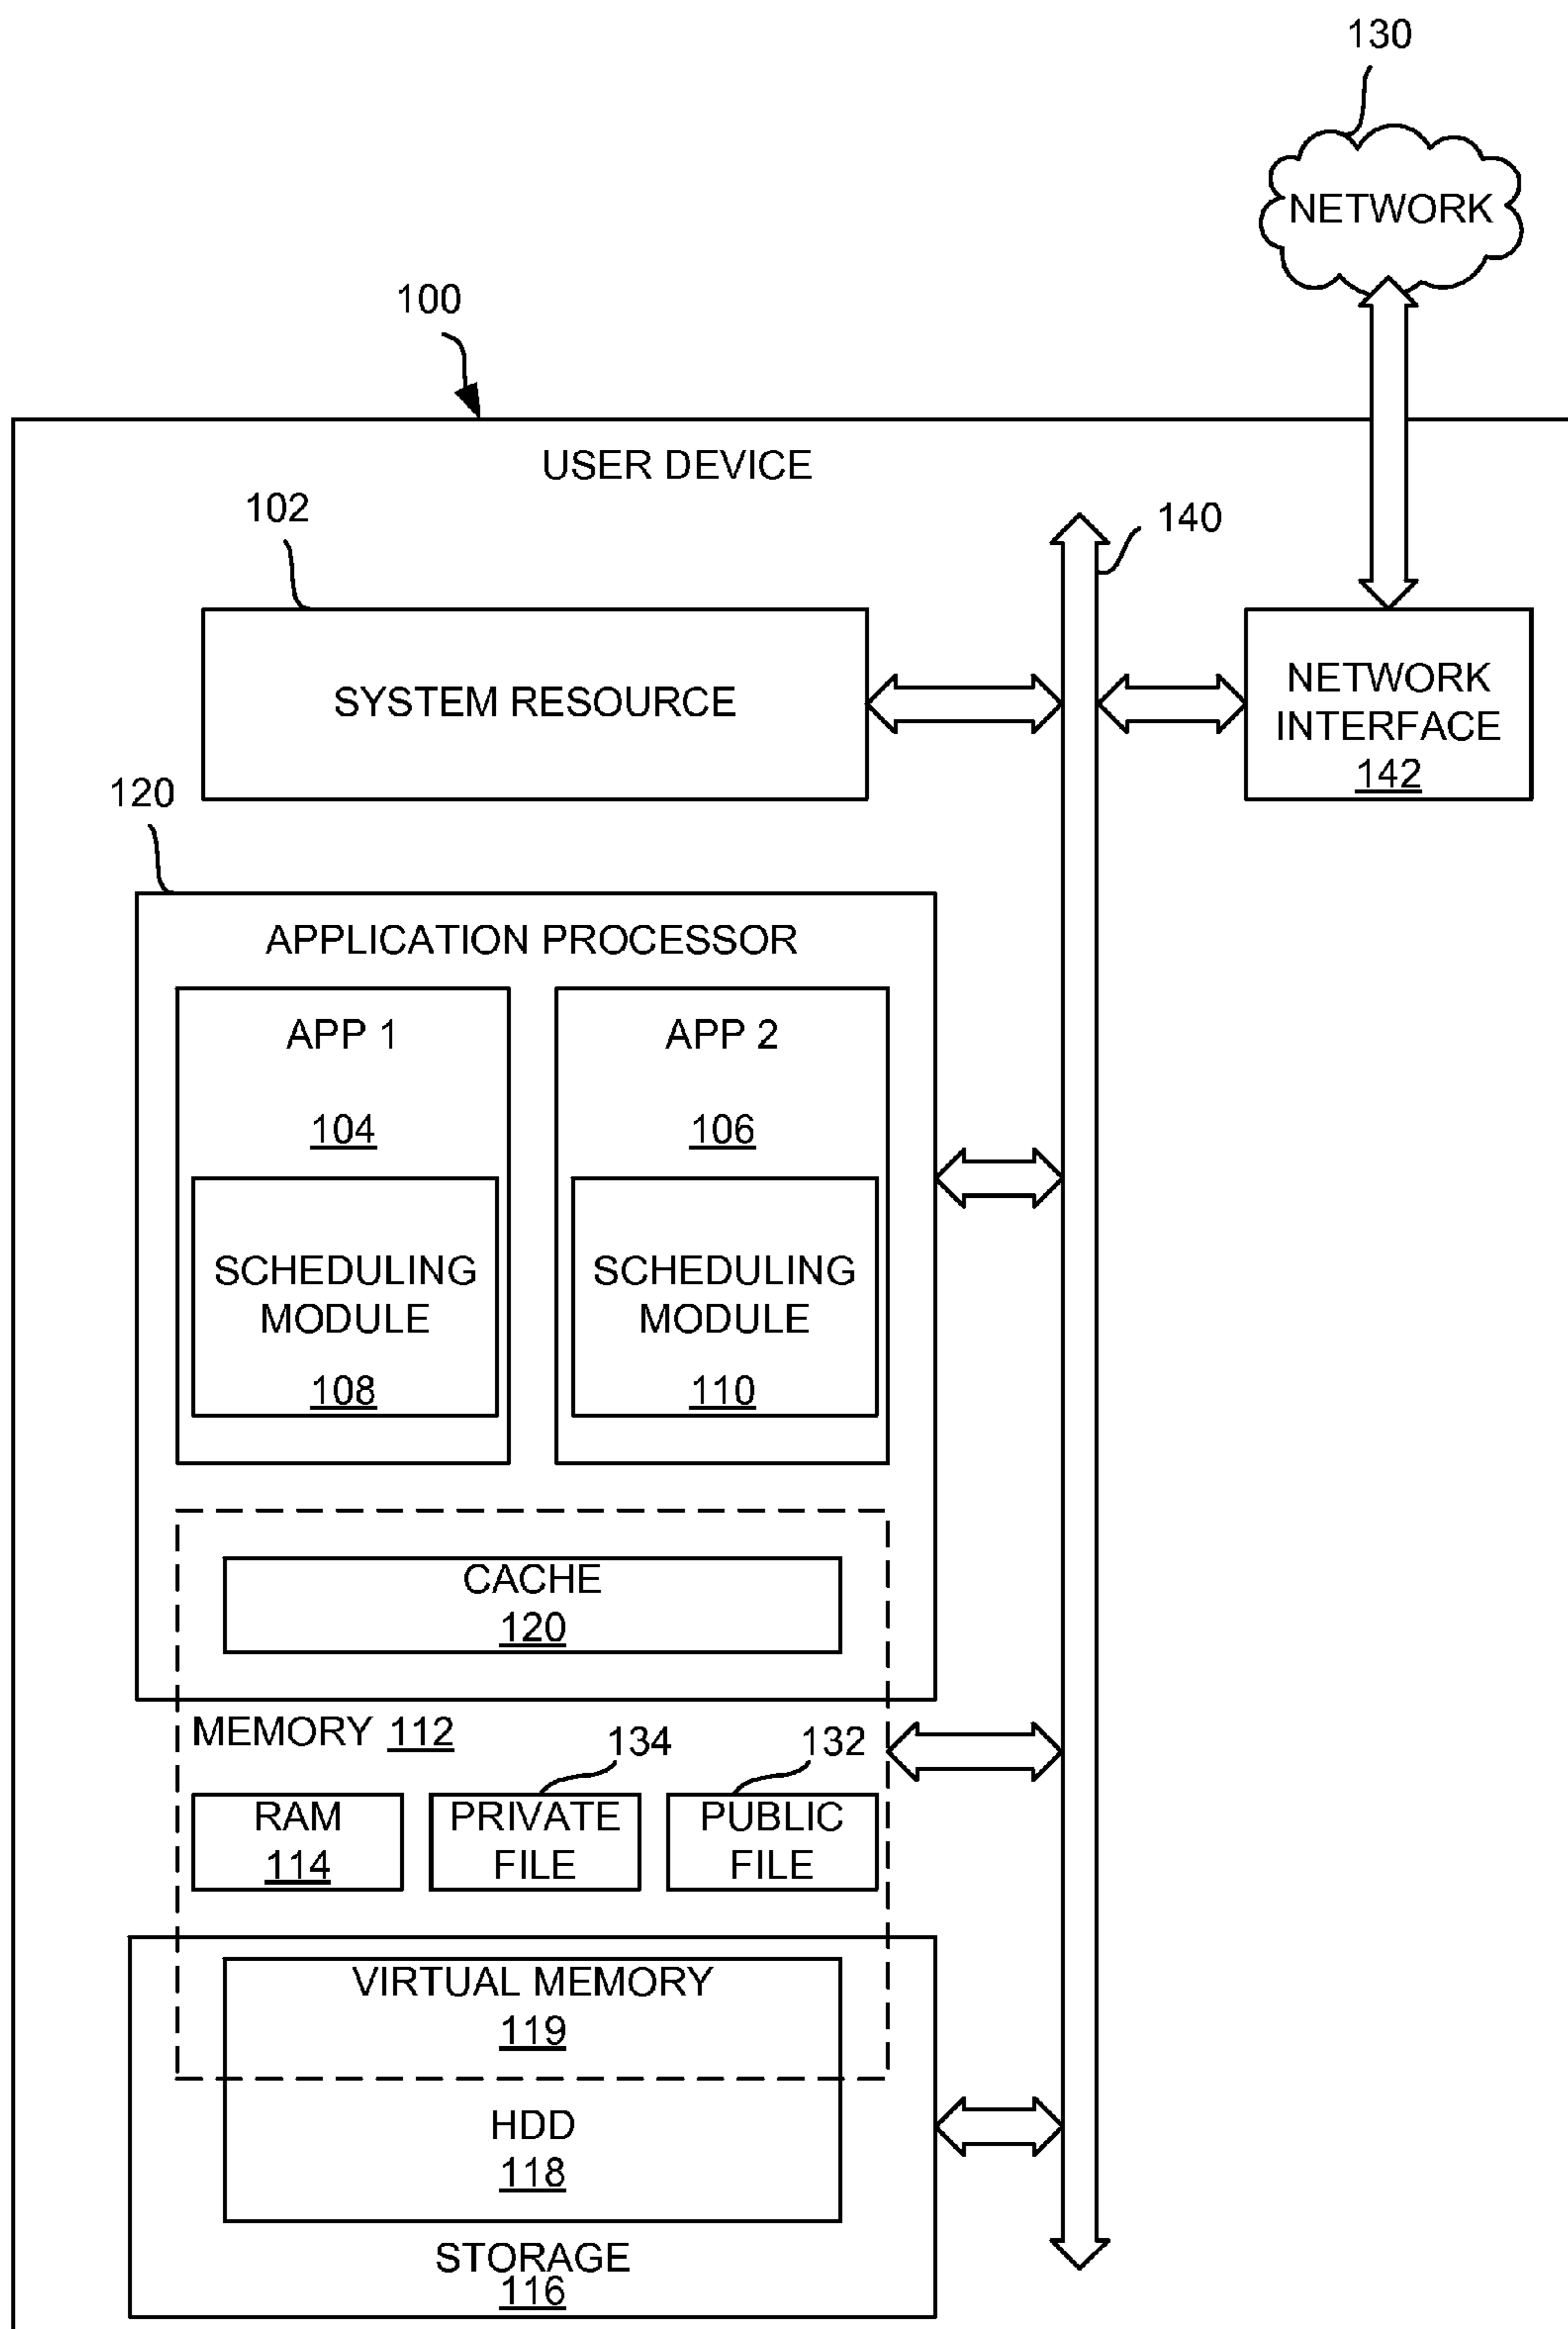 130
NETWORK
100
USER DEVICE
102
140
SYSTEM RESOURCE
NETWORK
INTERFACE
142
120
APPLICATION PROCESSOR
APP 1
104
SCHEDULING
MODULE
108
APP 2
106
SCHEDULING
MODULE
110
CACHE
120
MEMORY 112
134
132
RAM
114
PRIVATE
FILE
PUBLIC
FILE
VIRTUAL MEMORY
119
HDD
118
STORAGE
116